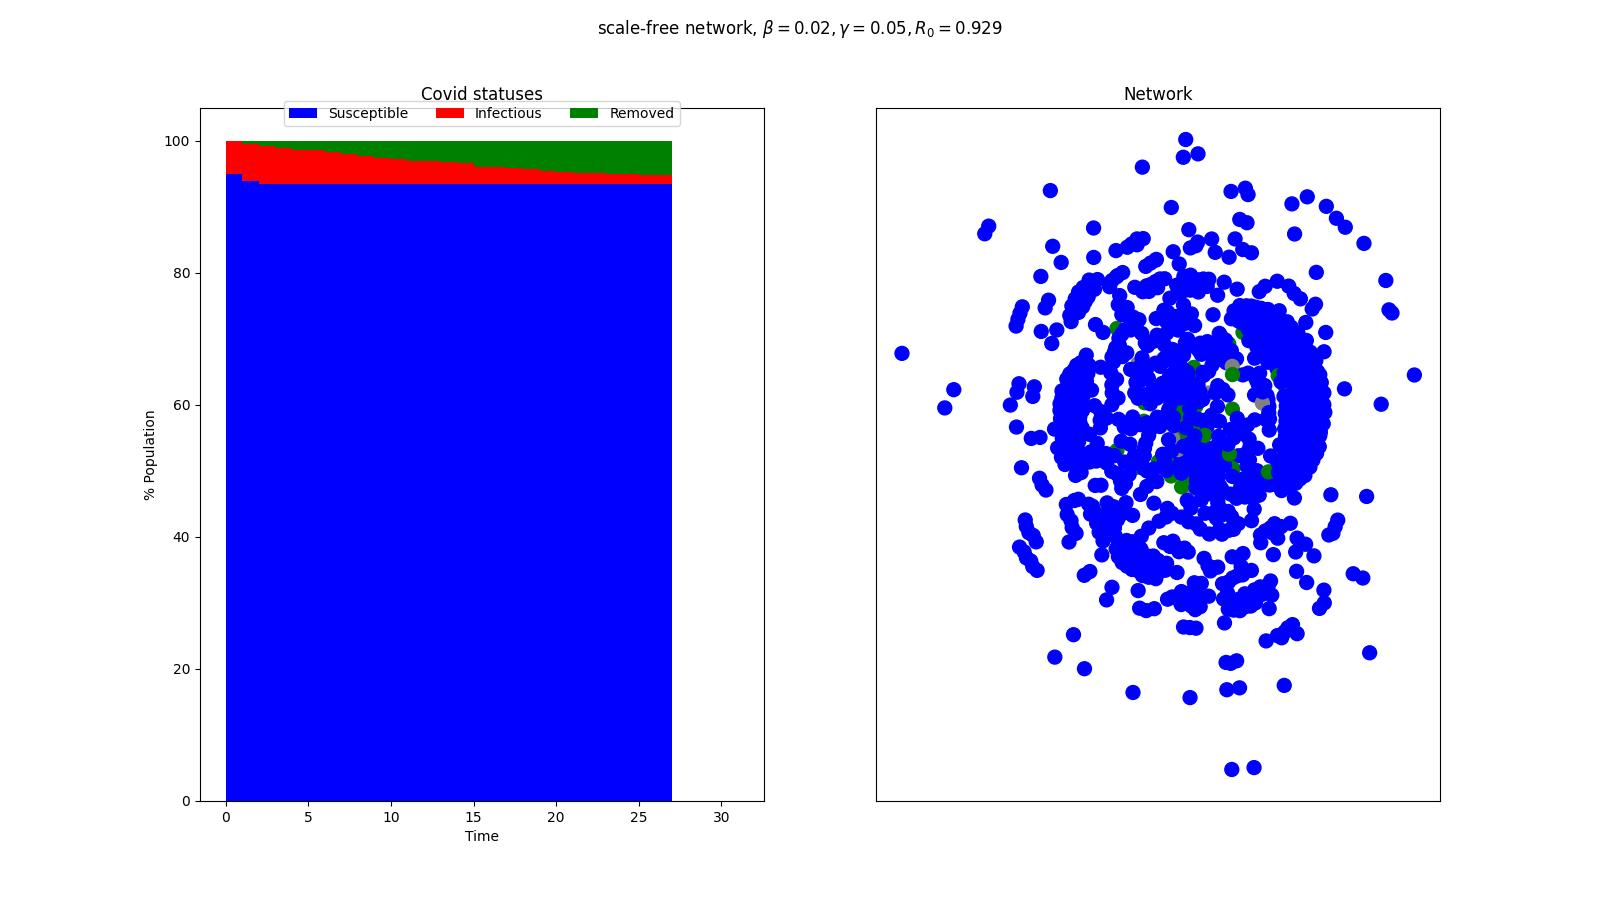 scale-free network, β = 0.02, γ = 0.05, R₀ = 0.929
Covid statuses
Susceptible Infectious Removed
100
80
60
40
20
0
% Population
0 5 10 15 20 25 30
Time
Network